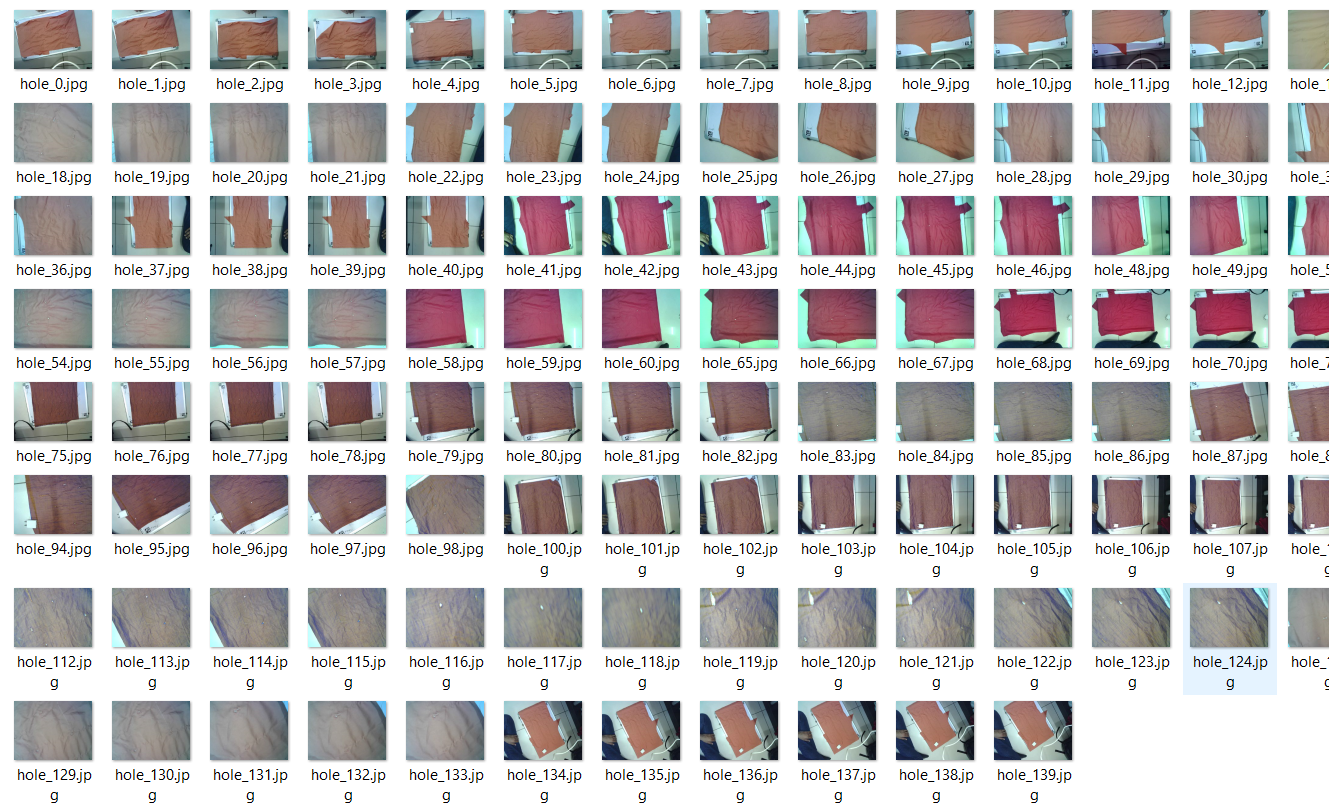 hole_0.jpg hole_1.jpg hole_2.jpg hole_3.jpg hole_4.jpg hole_5.jpg hole_6.jpg hole_7.jpg hole_8.jpg hole_9.jpg hole_10.jpg hole_11.jpg hole_12.jpg hole_1
hole_18.jpg hole_19.jpg hole_20.jpg hole_21.jpg hole_22.jpg hole_23.jpg hole_24.jpg hole_25.jpg hole_26.jpg hole_27.jpg hole_28.jpg hole_29.jpg hole_30.jpg hole_3
hole_36.jpg hole_37.jpg hole_38.jpg hole_39.jpg hole_40.jpg hole_41.jpg hole_42.jpg hole_43.jpg hole_44.jpg hole_45.jpg hole_46.jpg hole_48.jpg hole_49.jpg hole_5
hole_54.jpg hole_55.jpg hole_56.jpg hole_57.jpg hole_58.jpg hole_59.jpg hole_60.jpg hole_65.jpg hole_66.jpg hole_67.jpg hole_68.jpg hole_69.jpg hole_70.jpg hole_7
hole_75.jpg hole_76.jpg hole_77.jpg hole_78.jpg hole_79.jpg hole_80.jpg hole_81.jpg hole_82.jpg hole_83.jpg hole_84.jpg hole_85.jpg hole_86.jpg hole_87.jpg hole_8
hole_94.jpg hole_95.jpg hole_96.jpg hole_97.jpg hole_98.jpg hole_100.jp hole_101.jp hole_102.jp hole_103.jp hole_104.jp hole_105.jp hole_106.jp hole_107.jp hole_1
g g g g g g g g g
hole_112.jp hole_113.jp hole_114.jp hole_115.jp hole_116.jp hole_117.jp hole_118.jp hole_119.jp hole_120.jp hole_121.jp hole_122.jp hole_123.jp hole_124.jp hole_1
g g g g g g g g g g g g g g
hole_129.jp hole_130.jp hole_131.jp hole_132.jp hole_133.jp hole_134.jp hole_135.jp hole_136.jp hole_137.jp hole_138.jp hole_139.jp
g g g g g g g g g g g